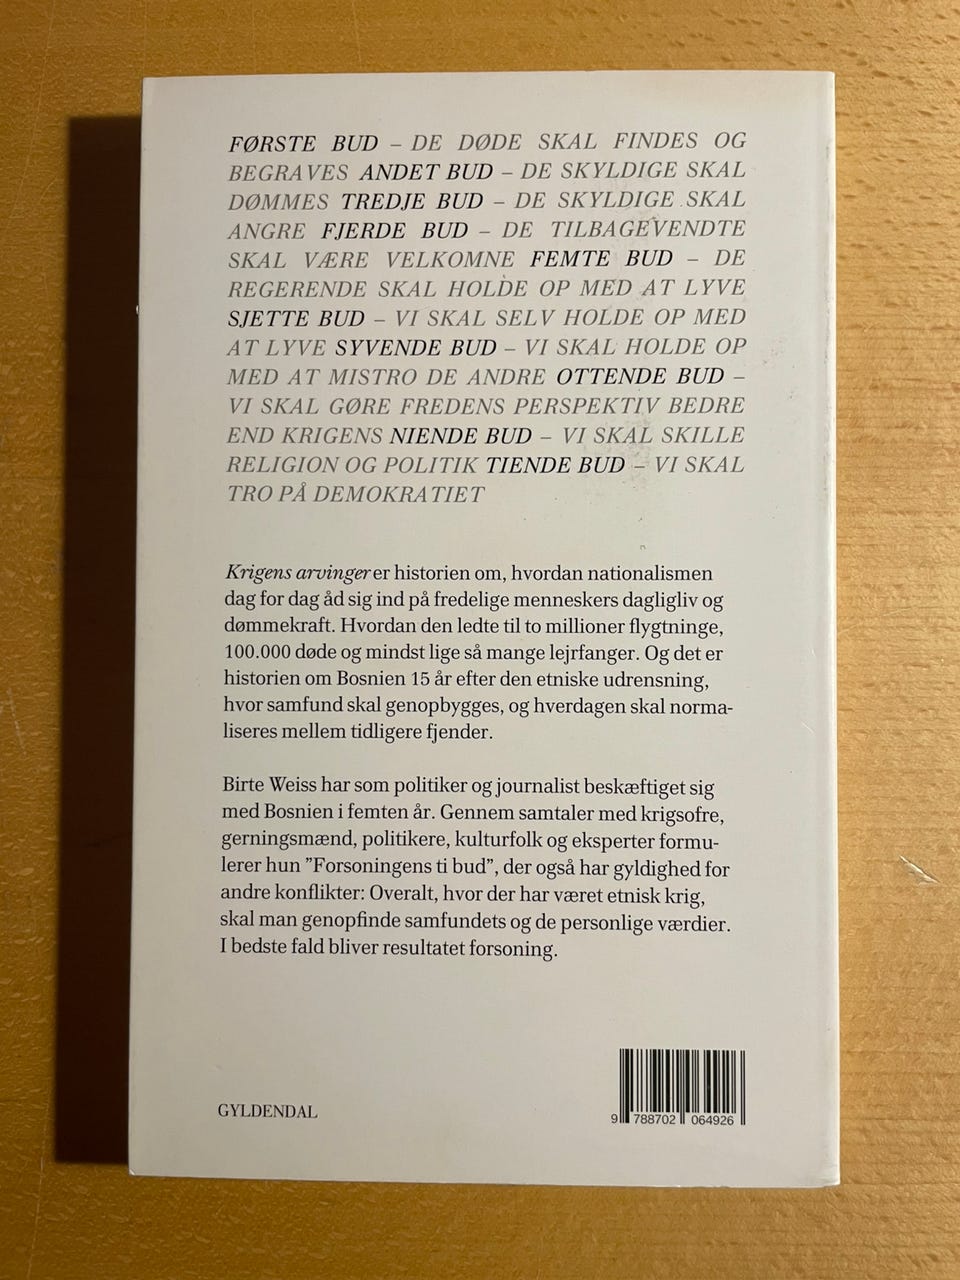 FØRSTE BUD – DE DØDE SKAL FINDES OG
BEGRAVES ANDET BUD – DE SKYLDIGE SKAL
DØMMES TREDJE BUD – DE SKYLDIGE SKAL
ANGRE FJERDE BUD – DE TILBAGEVENDTE
SKAL VÆRE VELKOMNE FEMTE BUD – DE
REGERENDE SKAL HOLDE OP MED AT LYVE
SJETTE BUD – VI SKAL SELV HOLDE OP MED
AT LYVE SYVENDE BUD – VI SKAL HOLDE OP
MED AT MISTRO DE ANDRE OTTENDE BUD –
VI SKAL GØRE FREDENS PERSPEKTIV BEDRE
END KRIGENS NIENDE BUD – VI SKAL SKILLE
RELIGION OG POLITIK TIENDE BUD – VI SKAL
TRO PÅ DEMOKRATIET
Krigens arvinger er historien om, hvordan nationalismen
dag for dag åd sig ind på fredelige menneskers dagligliv og
dømmekraft. Hvordan den ledte til to millioner flygtninge,
100.000 døde og mindst lige så mange lejrfanger. Og det er
historien om Bosnien 15 år efter den etniske udrensning,
hvor samfund skal genopbygges, og hverdagen skal norma-
liseres mellem tidligere fjender.
Birte Weiss har som politiker og journalist beskæftiget sig
med Bosnien i femten år. Gennem samtaler med krigsofre,
gerningsmænd, politikere, kulturfolk og eksperter formu-
lerer hun ”Forsoningens ti bud”, der også har gyldighed for
andre konflikter: Overalt, hvor der har været etnisk krig,
skal man genopfinde samfundets og de personlige værdier.
I bedste fald bliver resultatet forsoning.
GYLDENDAL
9 788702 064926